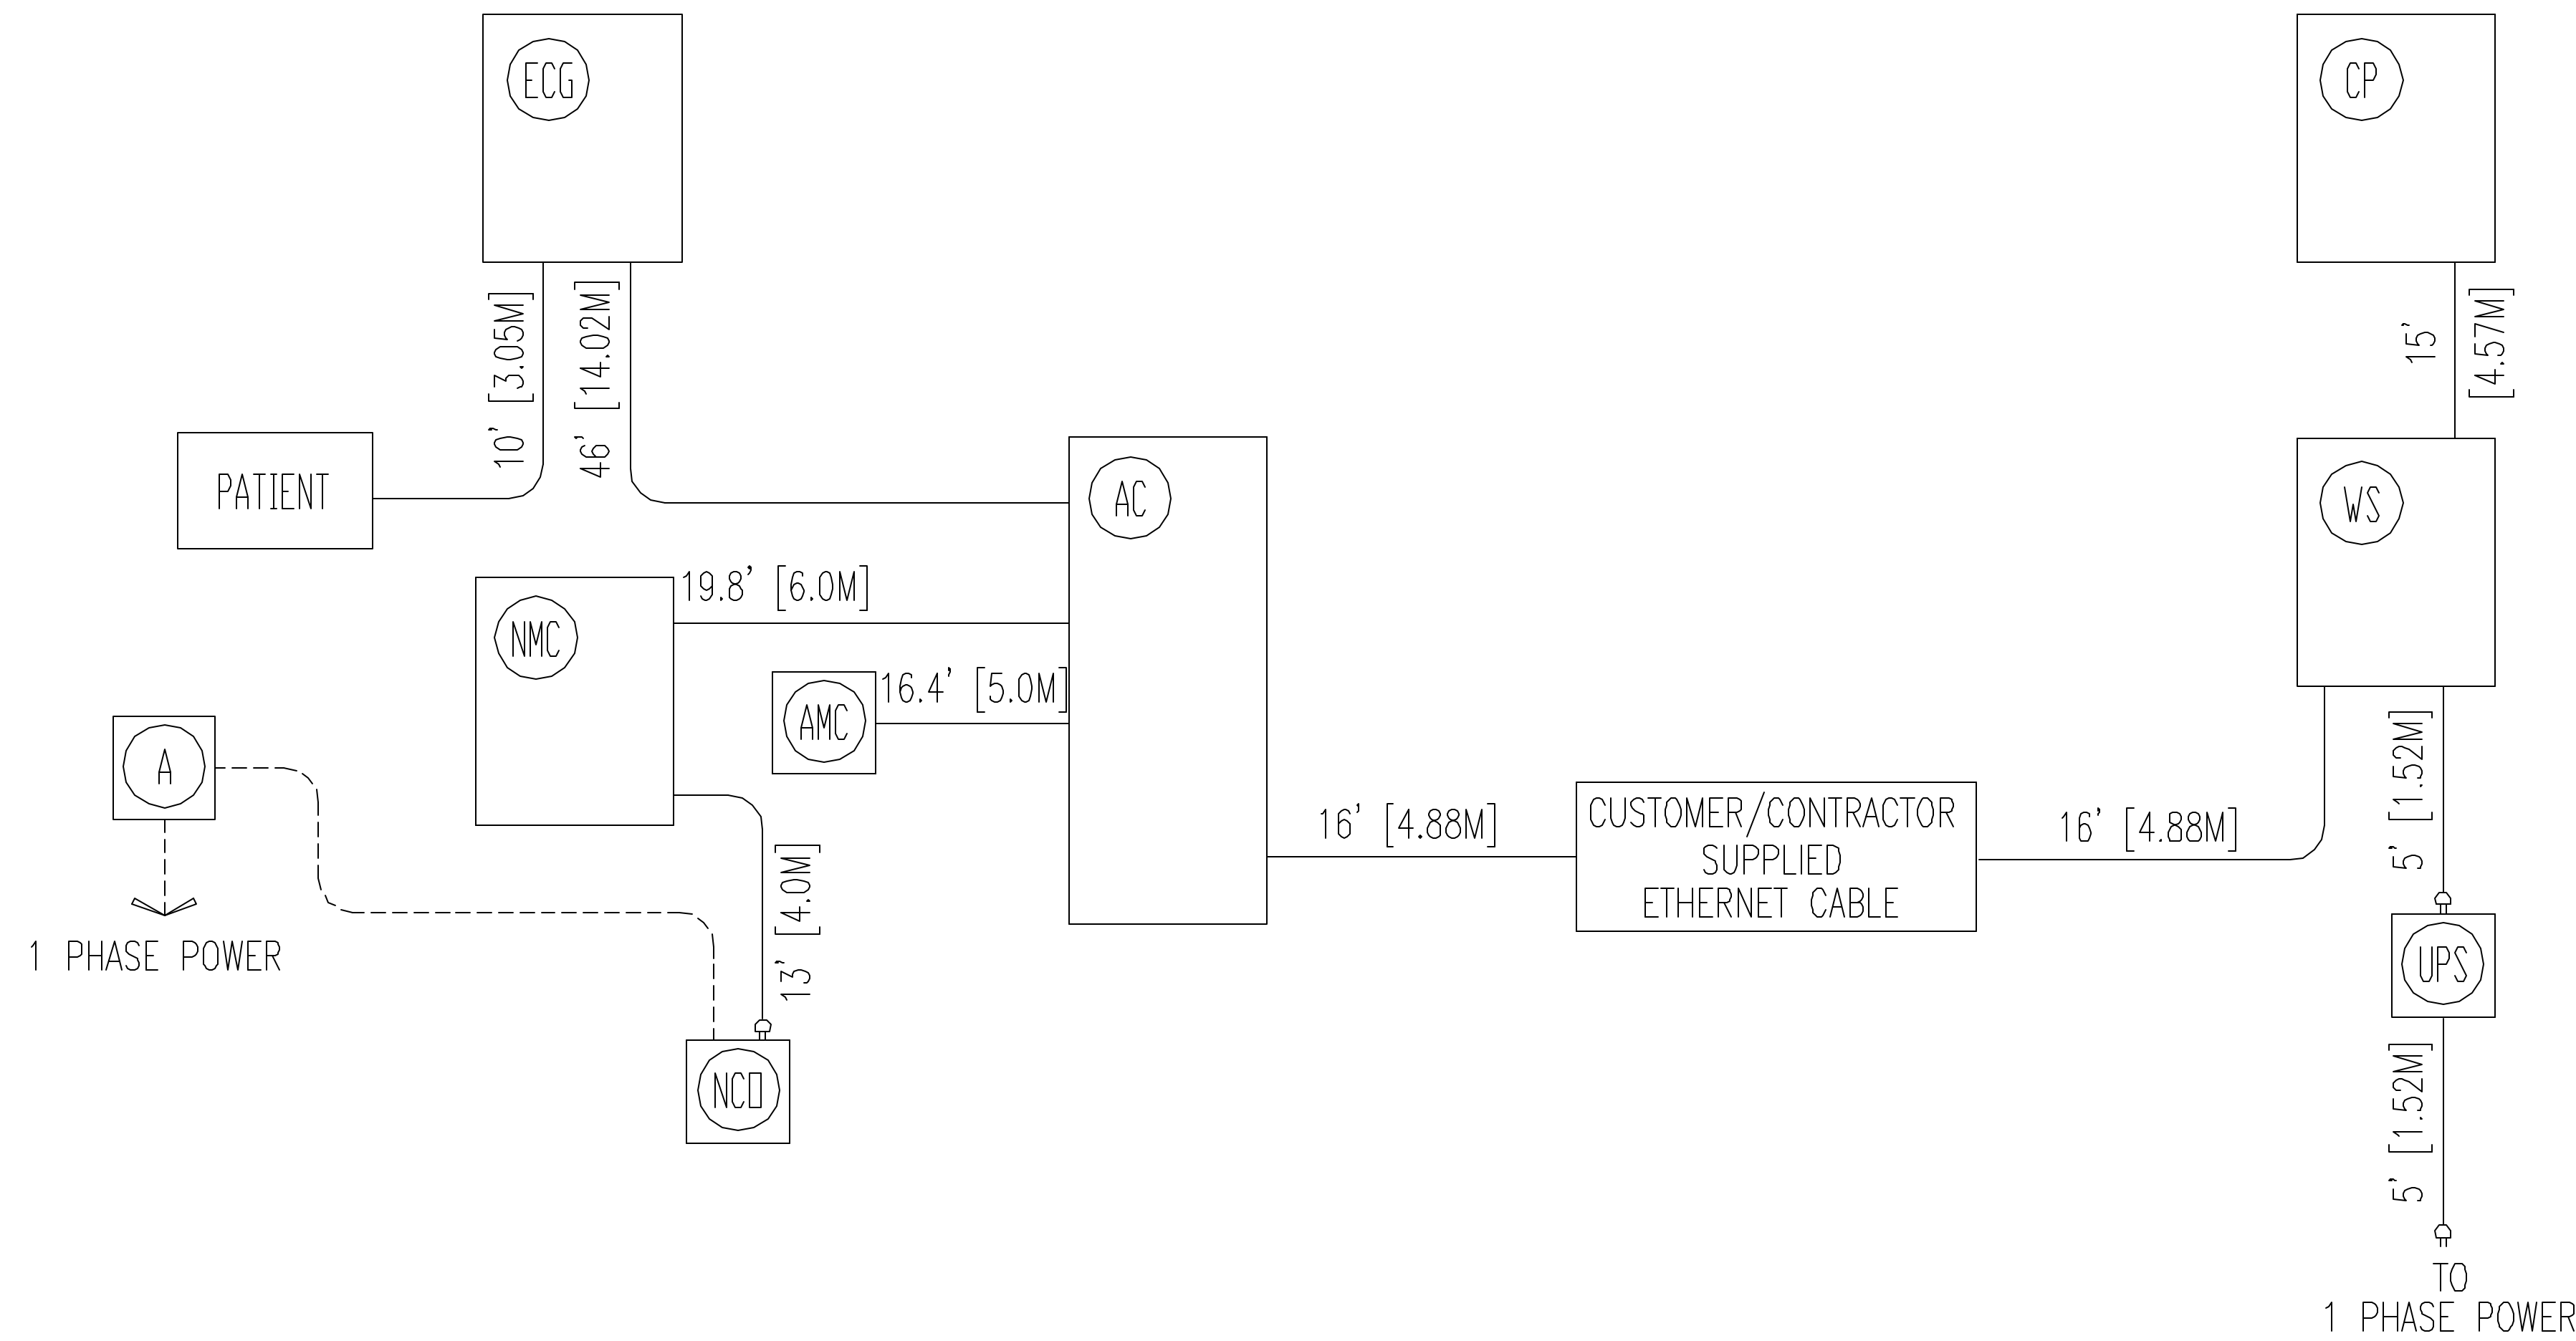 ECG
CP
10' [3.05M]
46' [14.02M]
15'
[4.57M]
PATIENT
AC
WS
19.8' [6.0M]
NMC
16.4' [5.0M]
AMC
A
1 PHASE POWER
13' [4.0M]
NCO
16' [4.88M]
CUSTOMER/CONTRACTOR
SUPPLIED
ETHERNET CABLE
16' [4.88M]
5' [1.52M]
UPS
5' [1.52M]
TO
1 PHASE POWER